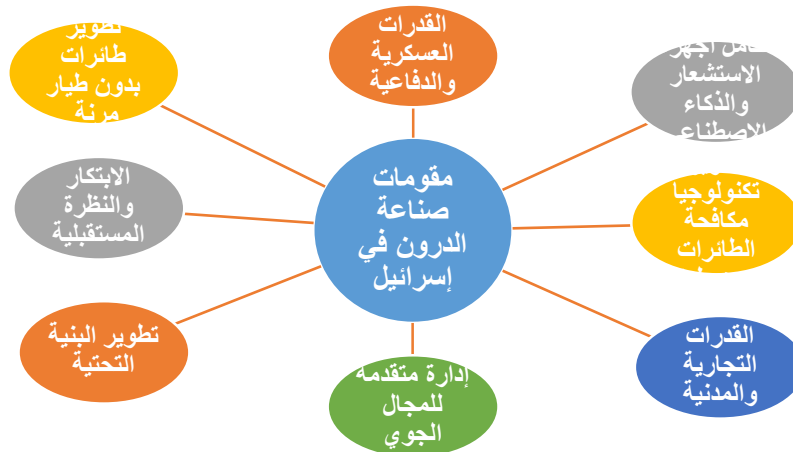 القدرات
العسكرية
والدفاعية
الاستشعار
والذكاء
تكنولوجيا
مكافحة
الطائرات
القدرات
التجارية
والمدنية
إدارة متقدمة
للمجال
الجوي
تطوير البنية
التحتية
الابتكار
والنظرة
المستقبلية
تطوير
طائرات
بدون طيار
مرنة
مقومات
صناعة
الدرون في
إسرائيل